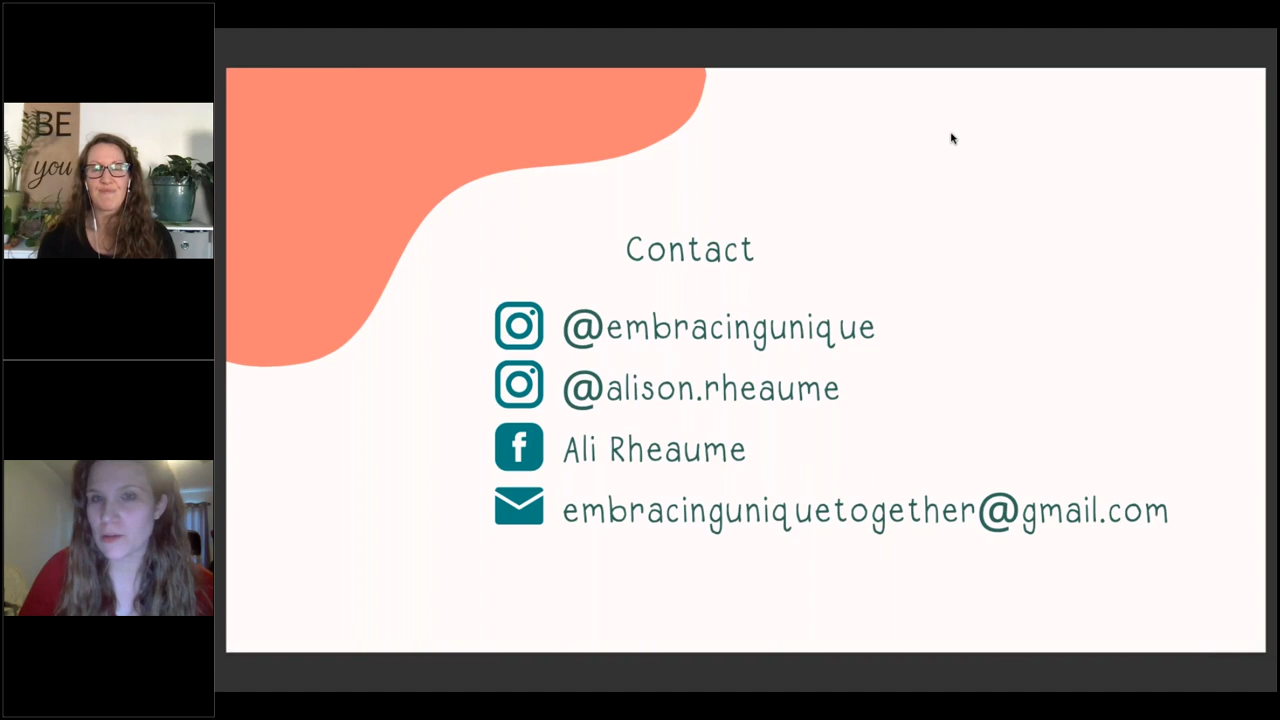 BE
you
Contact
@embracingunique
@alison.rheaume
f Ali Rheaume
embracinguniquetogether@gmail.com